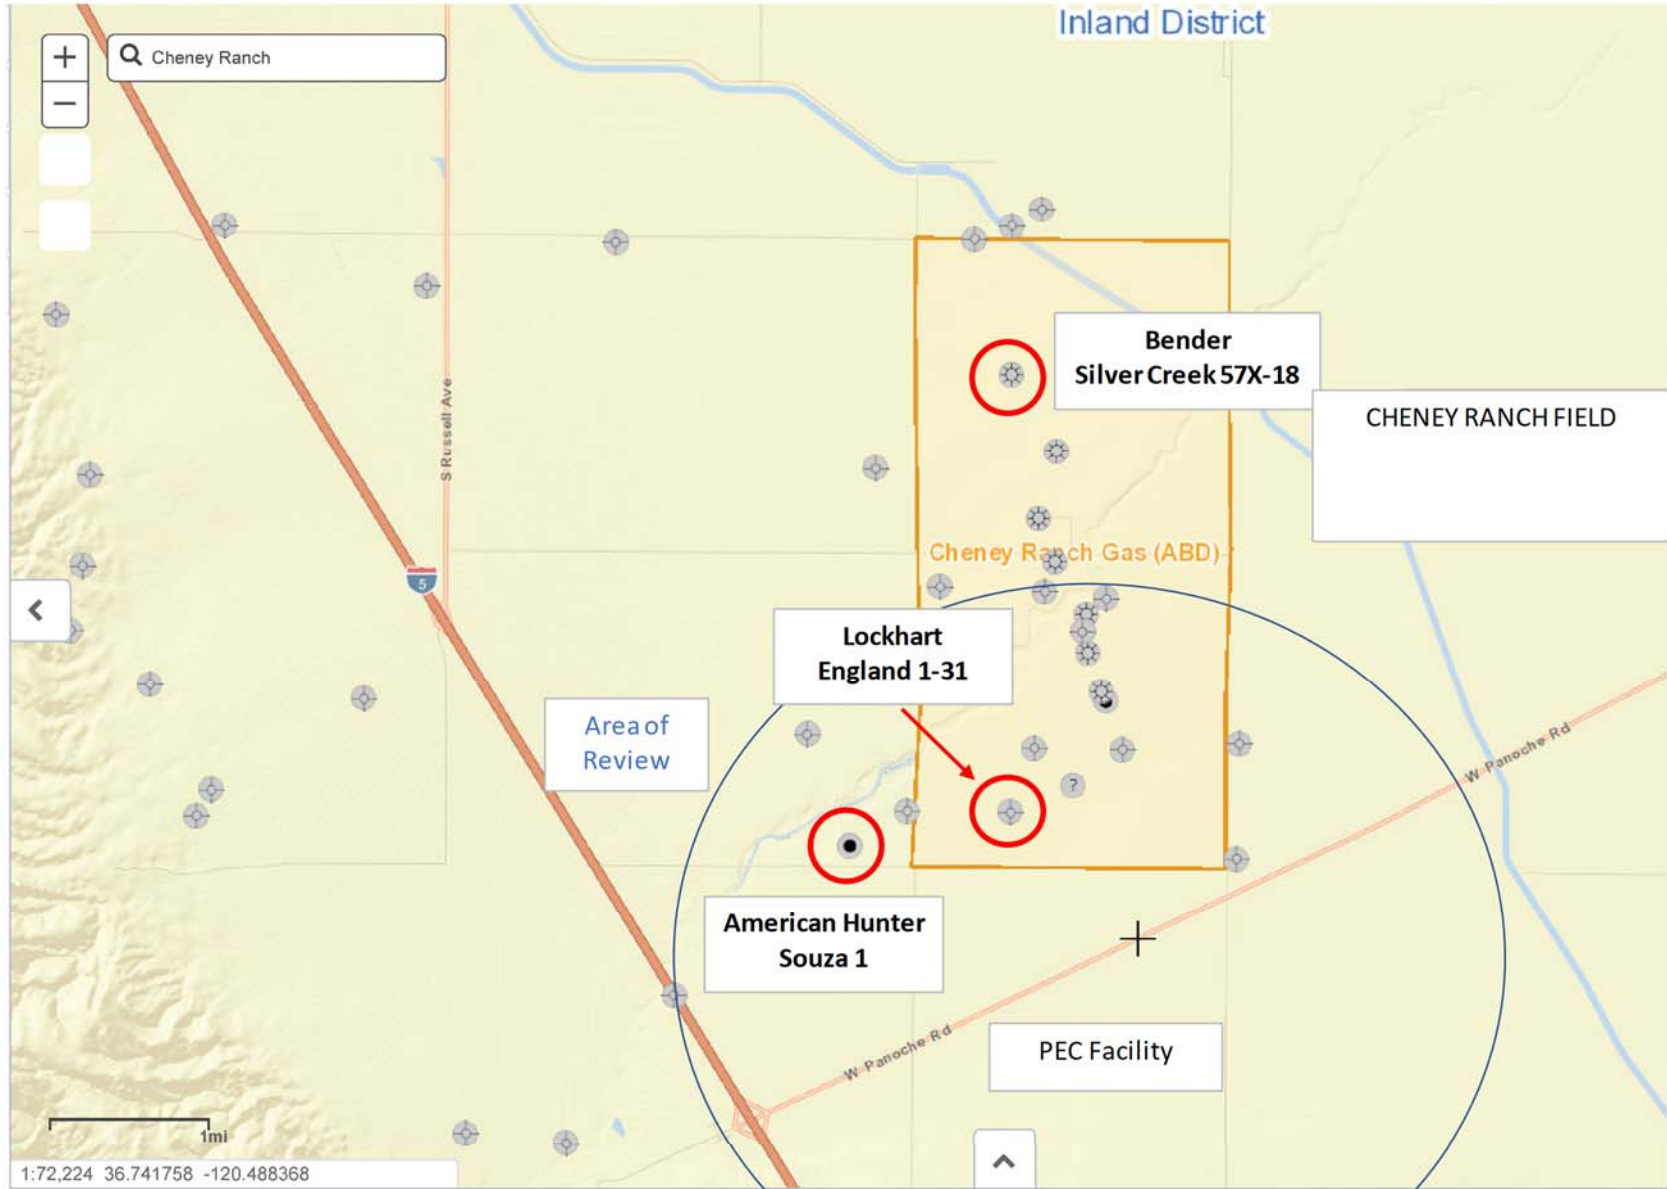 Inland District
+
Cheney Ranch
−
Bender
Silver Creek 57X-18
CHENEY RANCH FIELD
S Russell Ave
Cheney Ranch Gas (ABD)
5
Lockhart
England 1-31
Area of
Review
W Panoche Rd
?
American Hunter
Souza 1
W Panoche Rd
PEC Facility
1mi
1:72,224 36.741758 -120.488368